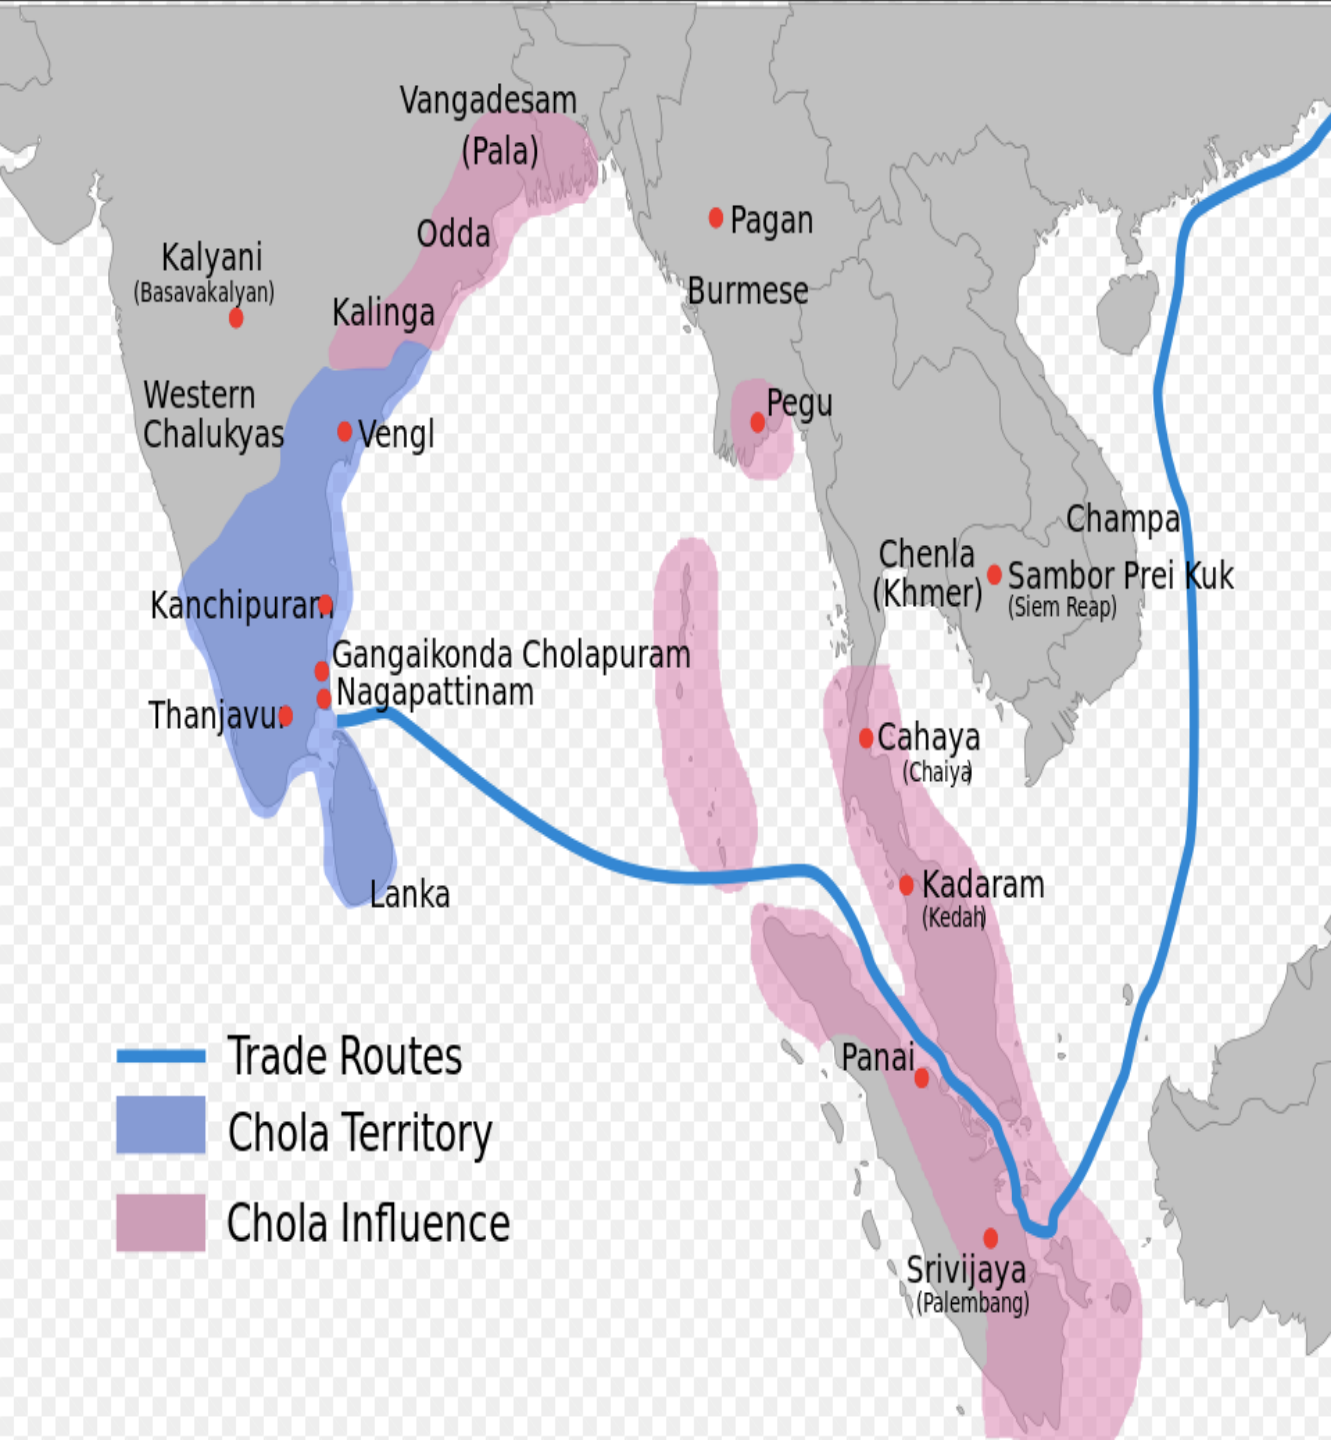 Vangadesam
(Pala)
Odda
Pagan
Kalyani
(Basavakalyan)
Burmese
Kalinga
Western
Chalukyas
Pegu
Vengl
Champa
Chenla
(Khmer)
Sambor Prei Kuk
(Siem Reap)
Kanchipuram
Gangaikonda Cholapuram
Nagapattinam
Thanjavur
Cahaya
(Chaiya)
Lanka
Kadaram
(Kedah)
Panai
Trade Routes
Chola Territory
Chola Influence
Srivijaya
(Palembang)